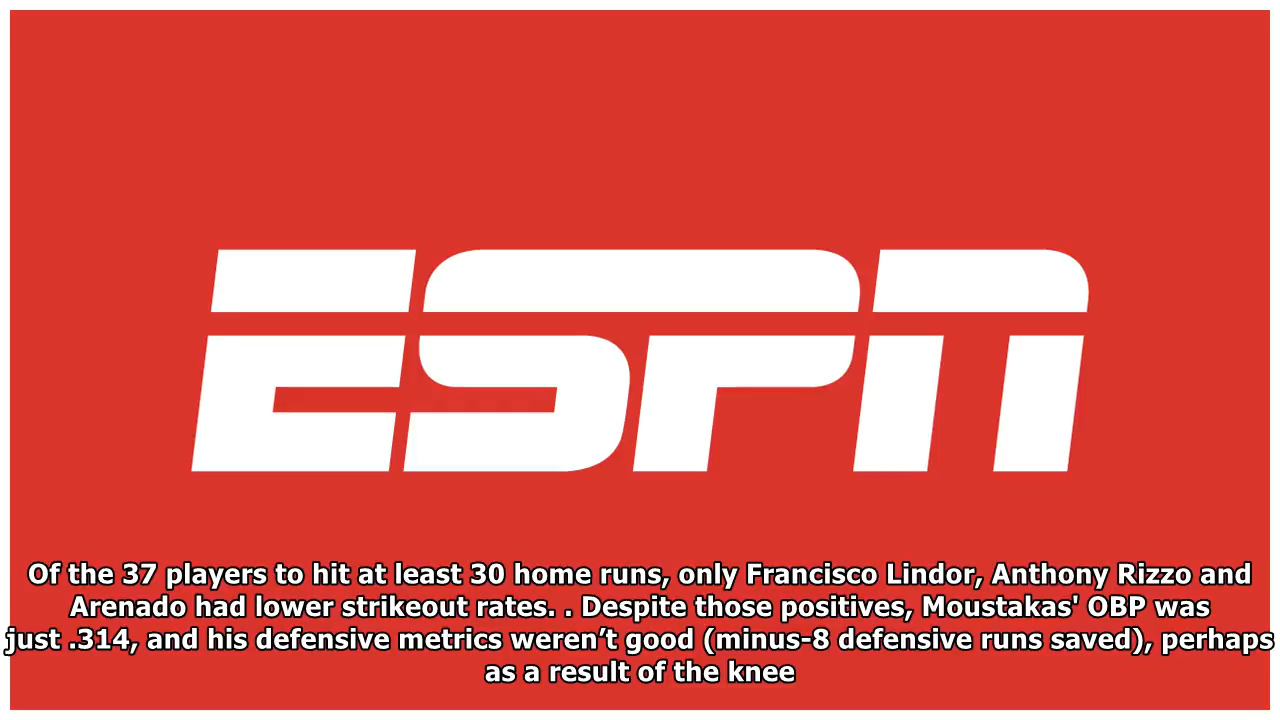 ESPN
Of the 37 players to hit at least 30 home runs, only Francisco Lindor, Anthony Rizzo and
Arenado had lower strikeout rates. . Despite those positives, Moustakas' OBP was
just .314, and his defensive metrics weren’t good (minus-8 defensive runs saved), perhaps
as a result of the knee